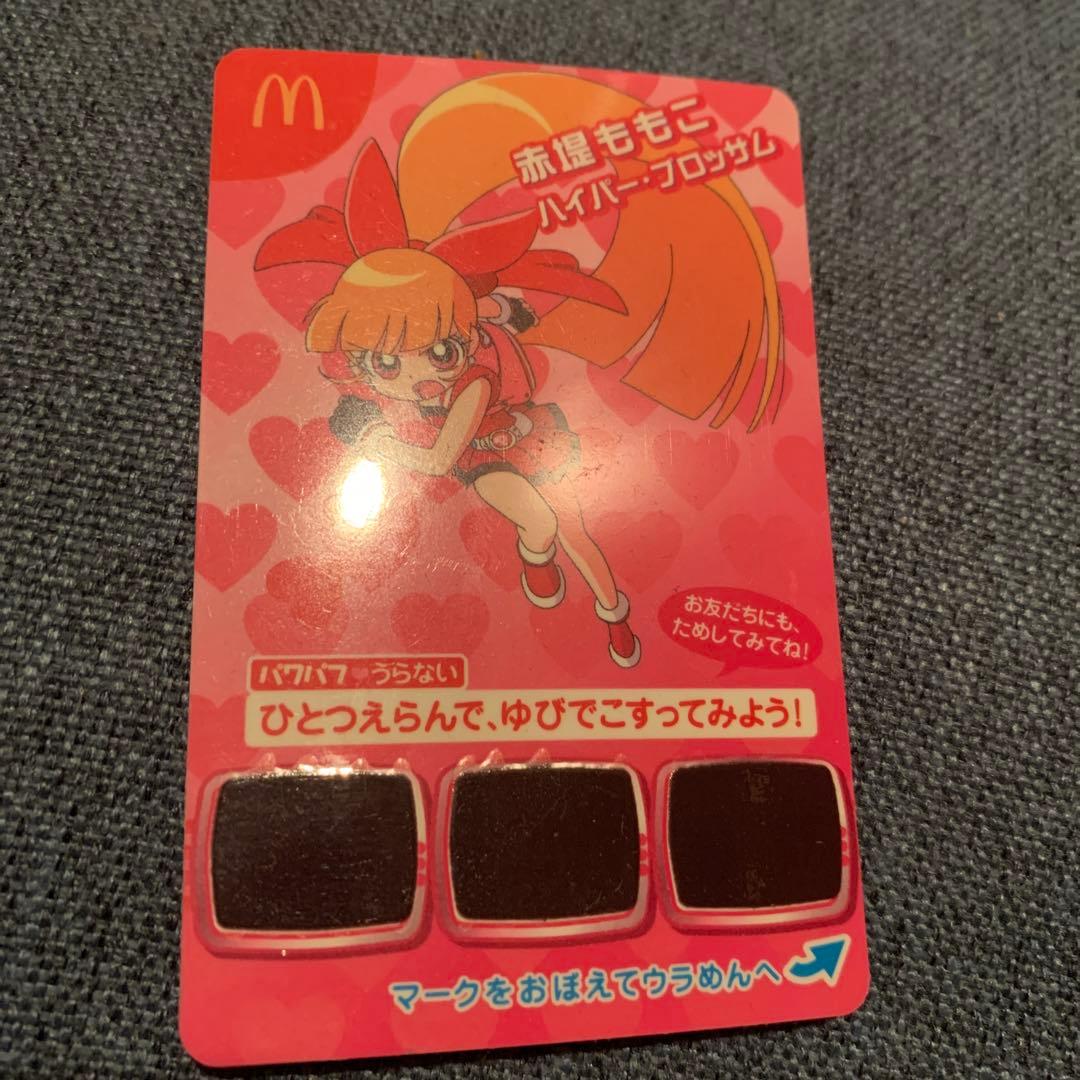 赤堤ももこ
ハイパー・ブロッサム
お友だちにも、
ためしてみてね!
パワパフ♥うらない
ひとつえらんで、ゆびでこすってみよう!
マークをおぼえてウラめんへ